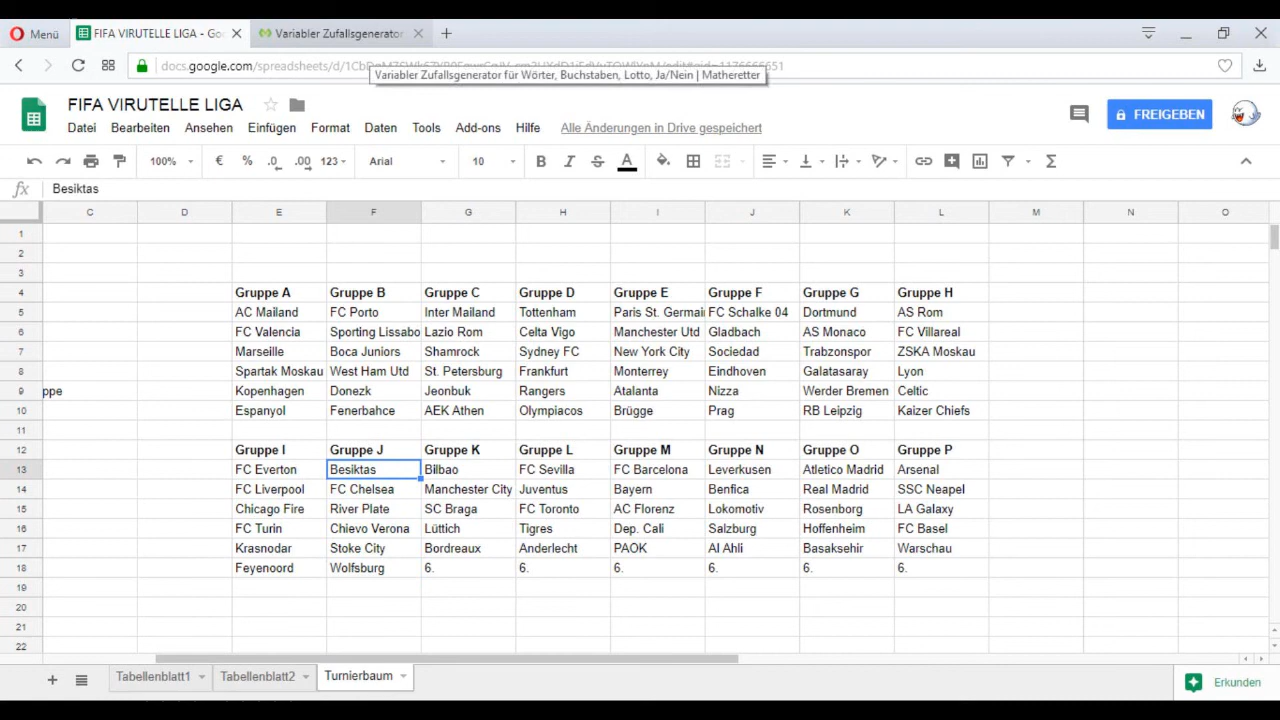 Menü
FIFA VIRUTELLE LIGA - Go
Variabler Zufallsgenerator
docs.google.com/spreadsheets/d/
Variabler Zufallsgenerator für Wörter, Buchstaben, Lotto, Ja/Nein | Matheretter
FIFA VIRUTELLE LIGA
FREIGEBEN
Datei Bearbeiten Ansehen Einfügen Format Daten Tools Add-ons Hilfe Alle Änderungen in Drive gespeichert
100% € % .0 .00 123 Arial 10 B I S A Σ
fx Besiktas
C D E F G H I J K L M N O
1
2
3
4 Gruppe A Gruppe B Gruppe C Gruppe D Gruppe E Gruppe F Gruppe G Gruppe H
5 AC Mailand FC Porto Inter Mailand Tottenham Paris St. Germai FC Schalke 04 Dortmund AS Rom
6 FC Valencia Sporting Lissabo Lazio Rom Celta Vigo Manchester Utd Gladbach AS Monaco FC Villareal
7 Marseille Boca Juniors Shamrock Sydney FC New York City Sociedad Trabzonspor ZSKA Moskau
8 Spartak Moskau West Ham Utd St. Petersburg Frankfurt Monterrey Eindhoven Galatasaray Lyon
9 ppe Kopenhagen Donezk Jeonbuk Rangers Atalanta Nizza Werder Bremen Celtic
10 Espanyol Fenerbahce AEK Athen Olympiacos Brügge Prag RB Leipzig Kaizer Chiefs
11
12 Gruppe I Gruppe J Gruppe K Gruppe L Gruppe M Gruppe N Gruppe O Gruppe P
13 FC Everton Besiktas Bilbao FC Sevilla FC Barcelona Leverkusen Atletico Madrid Arsenal
14 FC Liverpool FC Chelsea Manchester City Juventus Bayern Benfica Real Madrid SSC Neapel
15 Chicago Fire River Plate SC Braga FC Toronto AC Florenz Lokomotiv Rosenborg LA Galaxy
16 FC Turin Chievo Verona Lüttich Tigres Dep. Cali Salzburg Hoffenheim FC Basel
17 Krasnodar Stoke City Bordreaux Anderlecht PAOK Al Ahli Basaksehir Warschau
18 Feyenoord Wolfsburg 6. 6. 6. 6. 6. 6.
19
20
21
22
Tabellenblatt1 Tabellenblatt2 Turnierbaum Erkunden